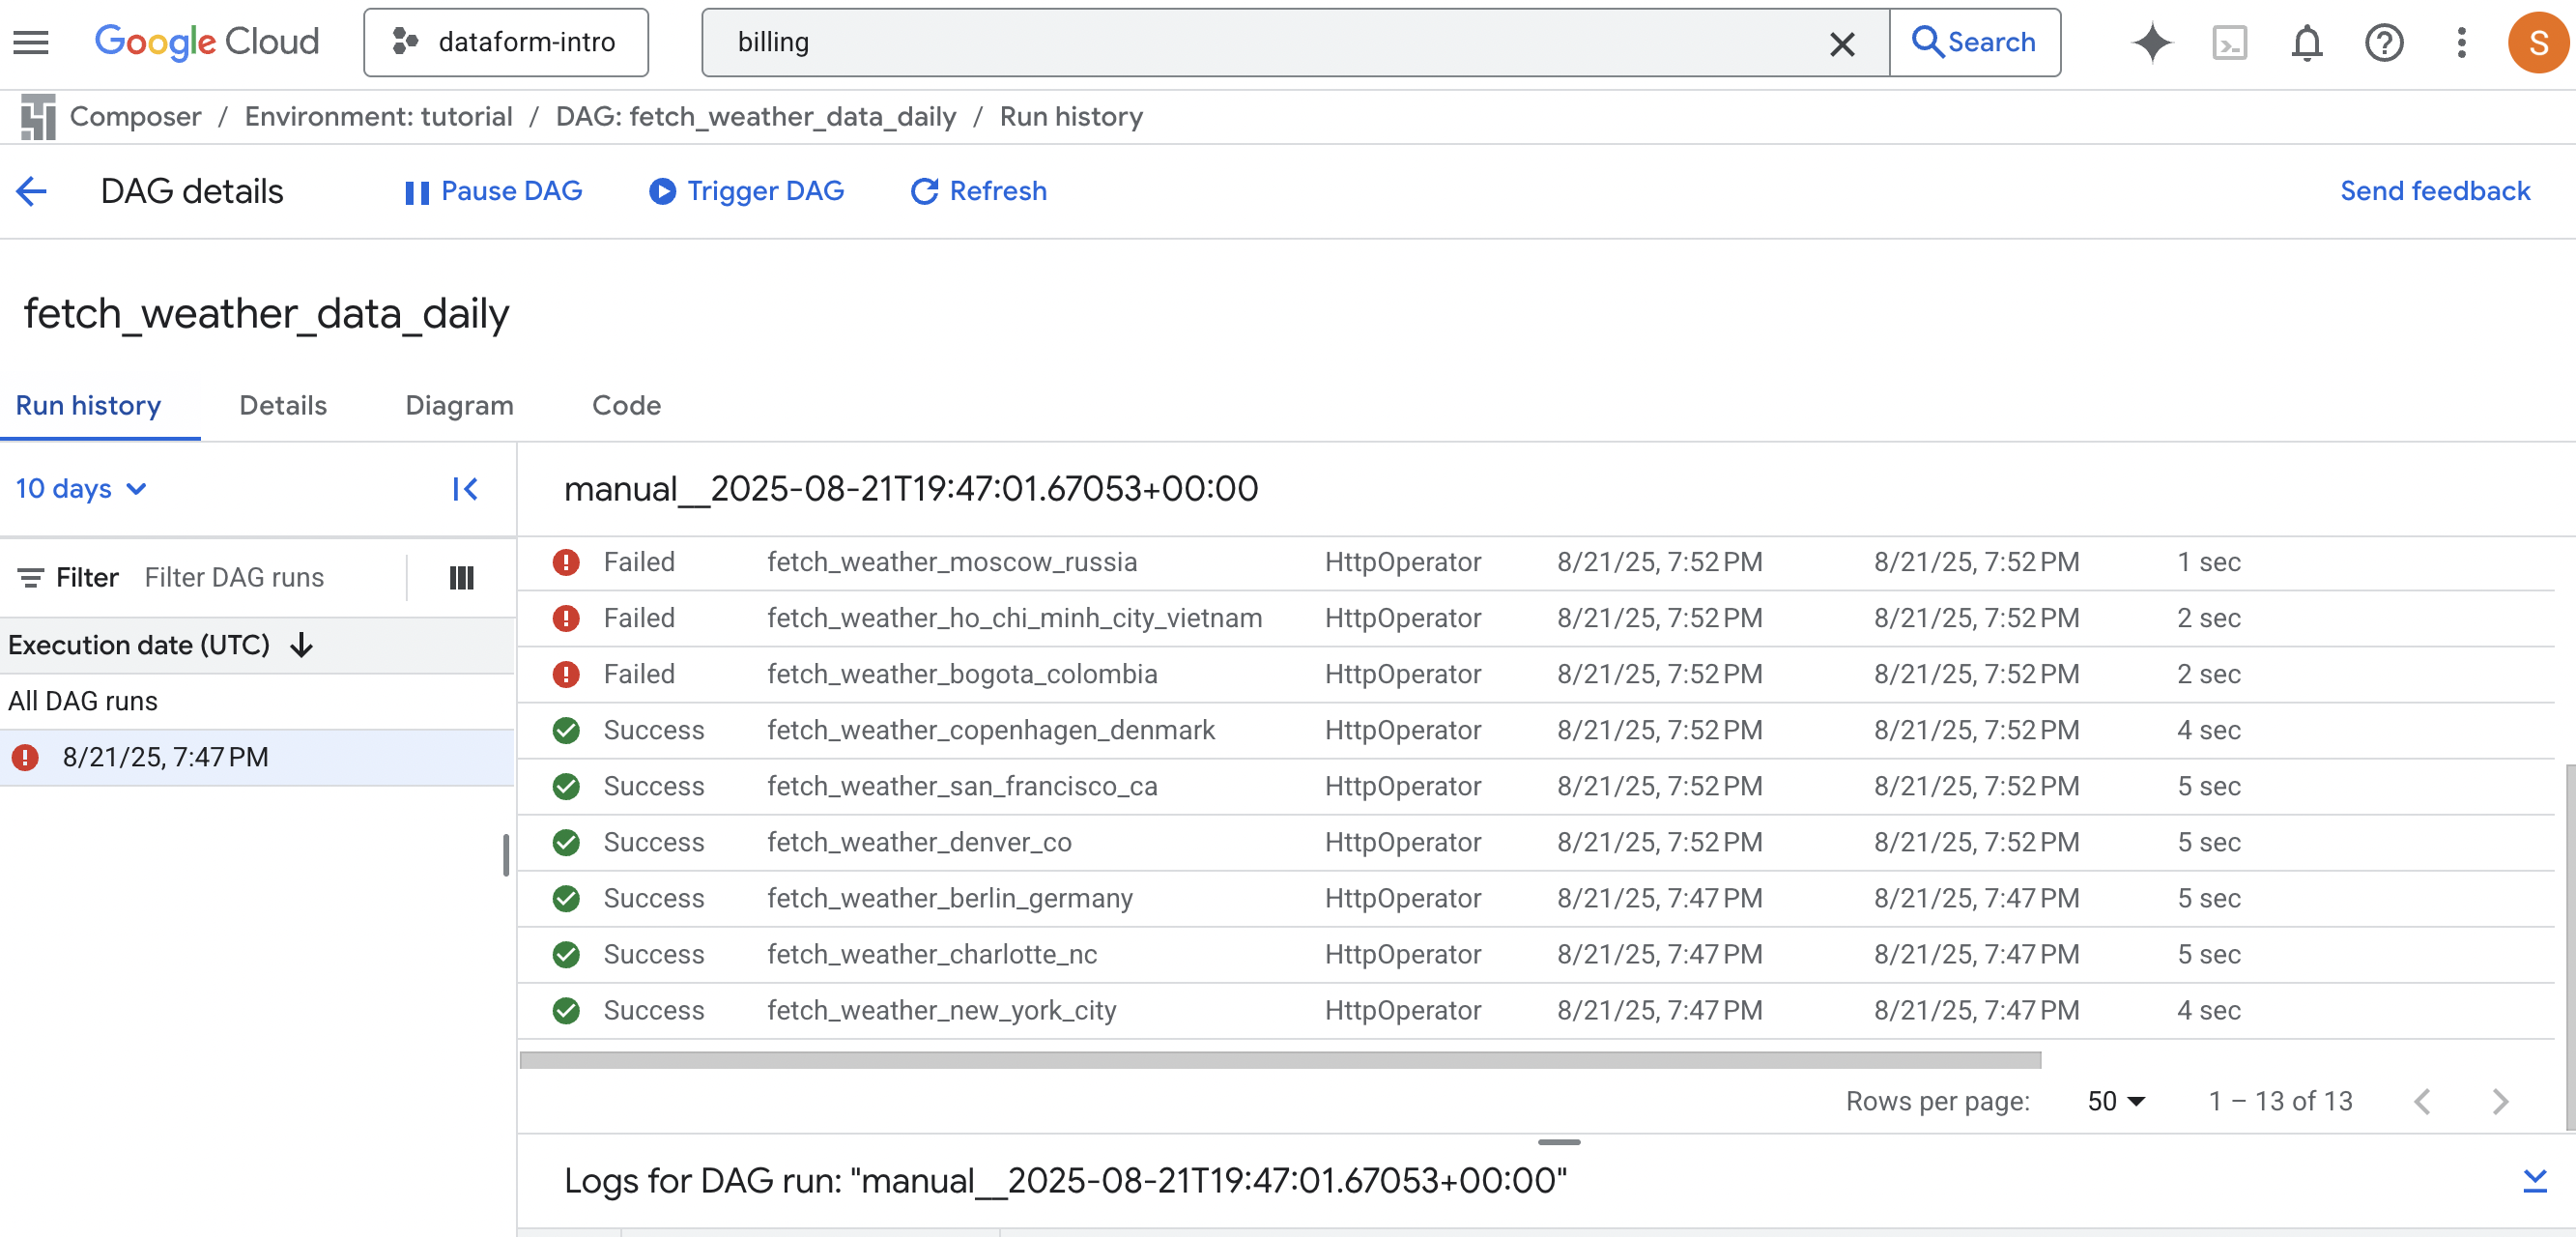 Google Cloud dataform-intro billing Search S
Composer / Environment: tutorial / DAG: fetch_weather_data_daily / Run history
DAG details Pause DAG Trigger DAG Refresh Send feedback
fetch_weather_data_daily
Run history Details Diagram Code
10 days
manual__2025-08-21T19:47:01.67053+00:00
Filter Filter DAG runs
Execution date (UTC)
All DAG runs
8/21/25, 7:47 PM
Failed fetch_weather_moscow_russia HttpOperator 8/21/25, 7:52 PM 8/21/25, 7:52 PM 1 sec
Failed fetch_weather_ho_chi_minh_city_vietnam HttpOperator 8/21/25, 7:52 PM 8/21/25, 7:52 PM 2 sec
Failed fetch_weather_bogota_colombia HttpOperator 8/21/25, 7:52 PM 8/21/25, 7:52 PM 2 sec
Success fetch_weather_copenhagen_denmark HttpOperator 8/21/25, 7:52 PM 8/21/25, 7:52 PM 4 sec
Success fetch_weather_san_francisco_ca HttpOperator 8/21/25, 7:52 PM 8/21/25, 7:52 PM 5 sec
Success fetch_weather_denver_co HttpOperator 8/21/25, 7:52 PM 8/21/25, 7:52 PM 5 sec
Success fetch_weather_berlin_germany HttpOperator 8/21/25, 7:47 PM 8/21/25, 7:47 PM 5 sec
Success fetch_weather_charlotte_nc HttpOperator 8/21/25, 7:47 PM 8/21/25, 7:47 PM 5 sec
Success fetch_weather_new_york_city HttpOperator 8/21/25, 7:47 PM 8/21/25, 7:47 PM 4 sec
Rows per page: 50 1 – 13 of 13
Logs for DAG run: "manual__2025-08-21T19:47:01.67053+00:00"